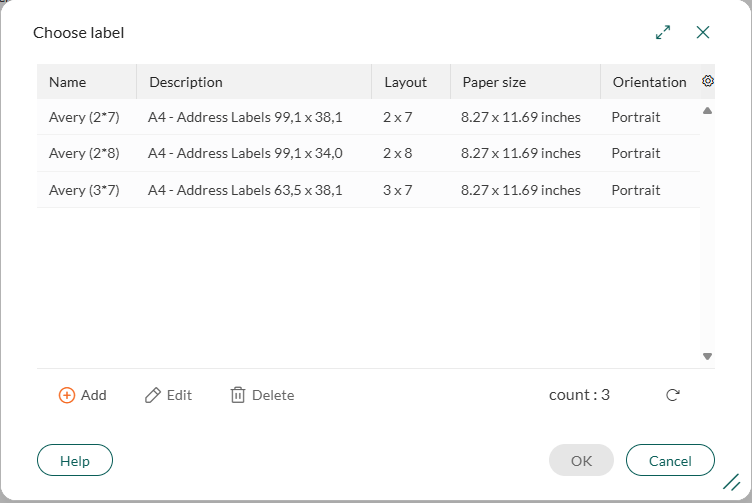 Choose label
Name Description Layout Paper size Orientation
Avery (2*7) A4 - Address Labels 99,1 x 38,1 2 x 7 8.27 x 11.69 inches Portrait
Avery (2*8) A4 - Address Labels 99,1 x 34,0 2 x 8 8.27 x 11.69 inches Portrait
Avery (3*7) A4 - Address Labels 63,5 x 38,1 3 x 7 8.27 x 11.69 inches Portrait
Add Edit Delete count : 3
Help OK Cancel